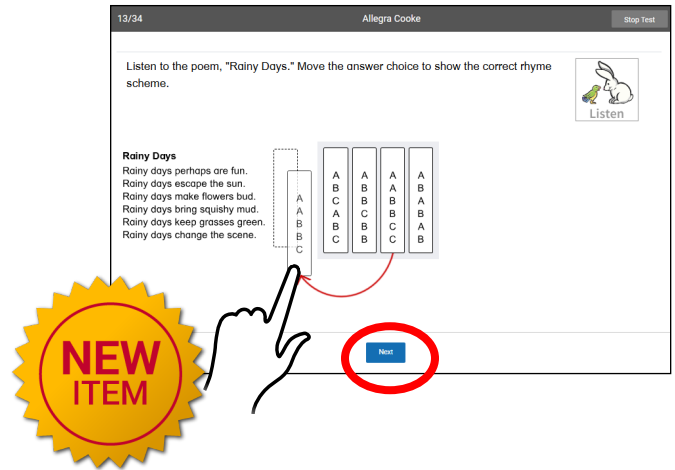 13/34 Allegra Cooke Stop Test
Listen to the poem, "Rainy Days." Move the answer choice to show the correct rhyme
scheme.
Listen
Rainy Days
Rainy days perhaps are fun.
Rainy days escape the sun.
Rainy days make flowers bud.
Rainy days bring squishy mud.
Rainy days keep grasses green.
Rainy days change the scene.
A
A
B
B
C
A
B
C
A
B
C
A
B
B
C
B
B
A
A
B
B
C
C
A
B
A
B
A
B
Next
NEW
ITEM